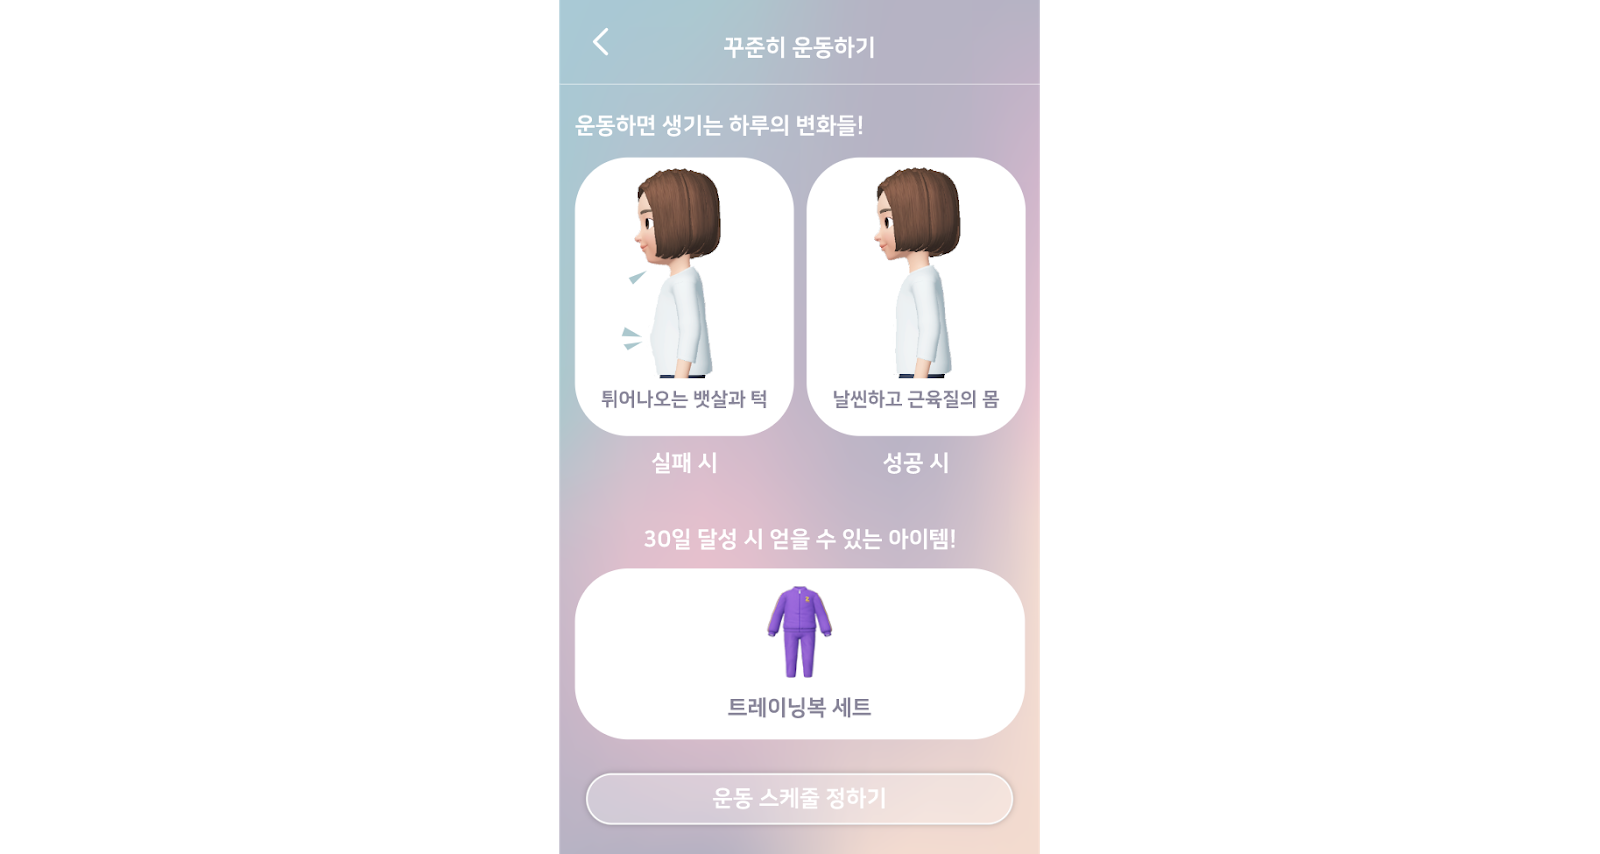 꾸준히 운동하기
운동하면 생기는 하루의 변화들!
튀어나오는 뱃살과 턱
날씬하고 근육질의 몸
실패 시
성공 시
30일 달성 시 얻을 수 있는 아이템!
트레이닝복 세트
운동 스케줄 정하기